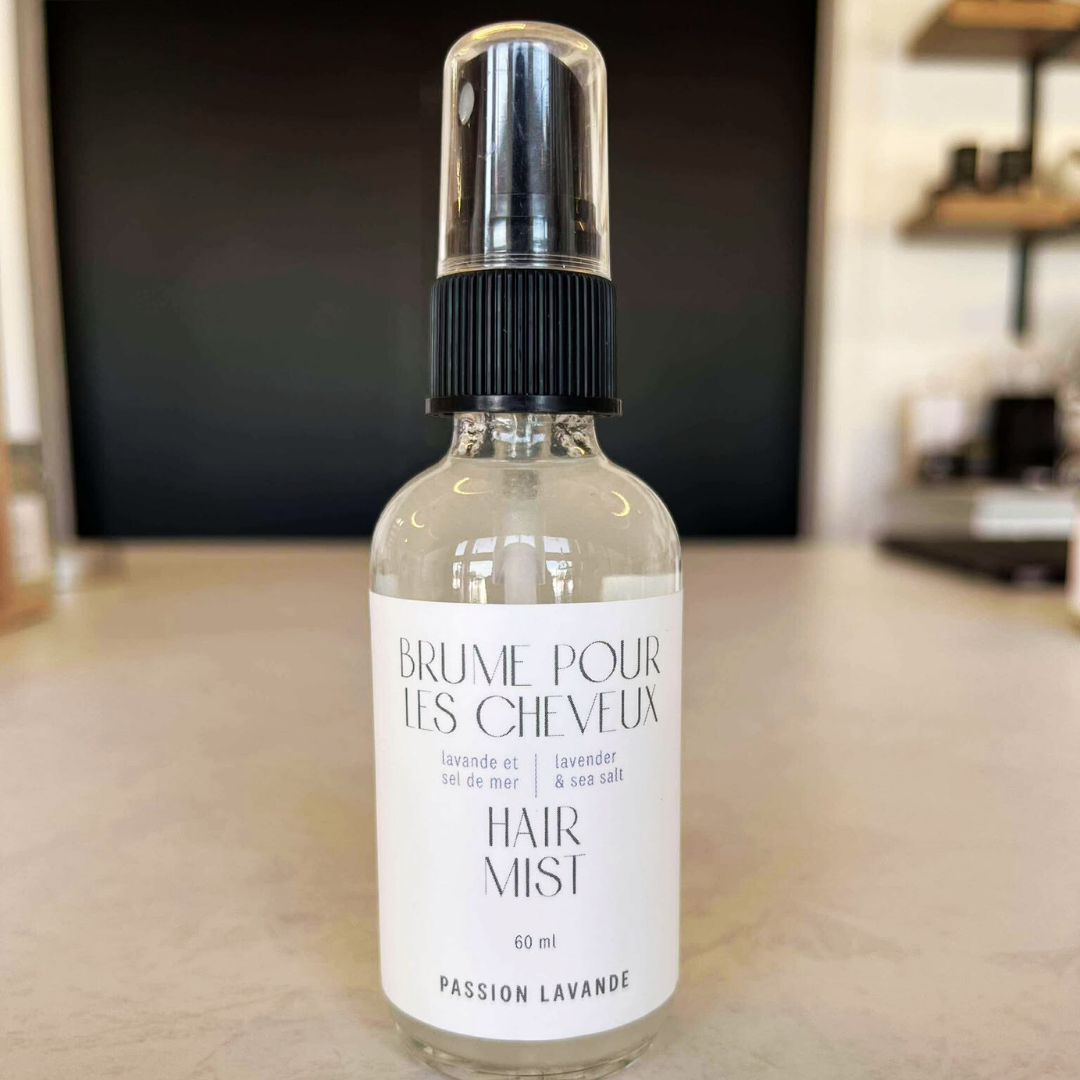 BRUME POUR
LES CHEVEUX
lavande et
sel de mer
lavender
& sea salt
HAIR
MIST
60 ml
PASSION LAVANDE